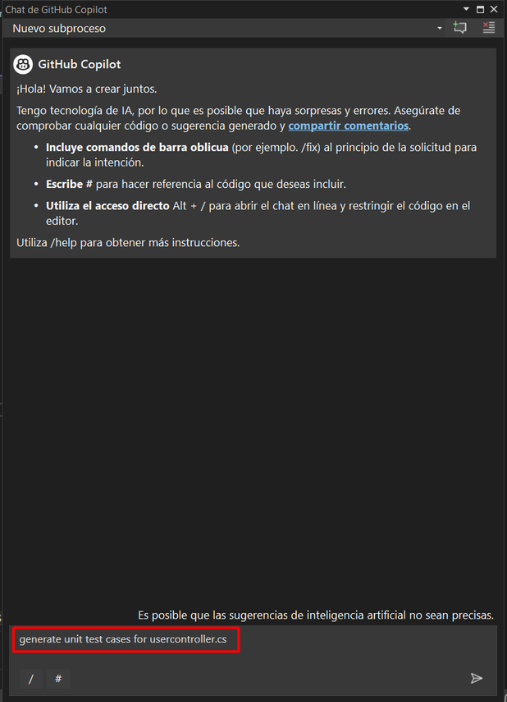 Chat de GitHub Copilot
Nuevo subproceso
GitHub Copilot
¡Hola! Vamos a crear juntos.
Tengo tecnología de IA, por lo que es posible que haya sorpresas y errores. Asegúrate de
comprobar cualquier código o sugerencia generado y compartir comentarios.
• Incluye comandos de barra oblicua (por ejemplo. /fix) al principio de la solicitud para
indicar la intención.
• Escribe # para hacer referencia al código que deseas incluir.
• Utiliza el acceso directo Alt + / para abrir el chat en línea y restringir el código en el
editor.
Utiliza /help para obtener más instrucciones.
Es posible que las sugerencias de inteligencia artificial no sean precisas.
generate unit test cases for usercontroller.cs
/ #